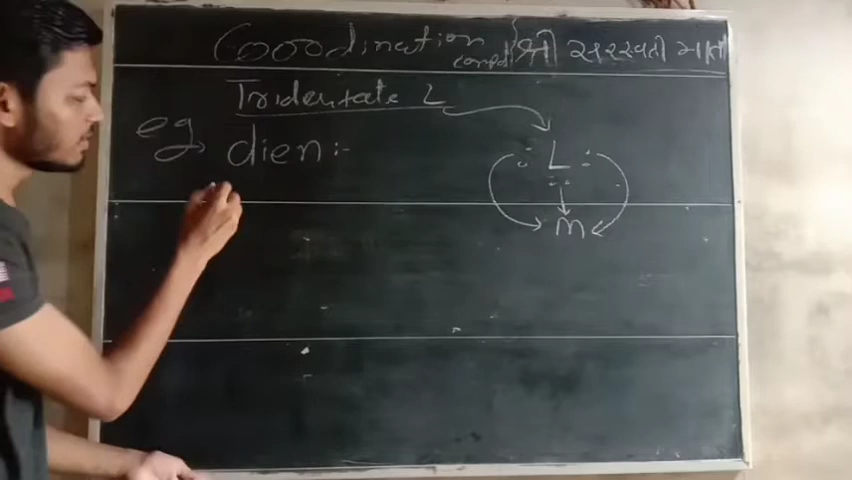 Coordination compd શ્રી સરસ્વતી માતા
Tridentate L
eg, dien :-
L
M